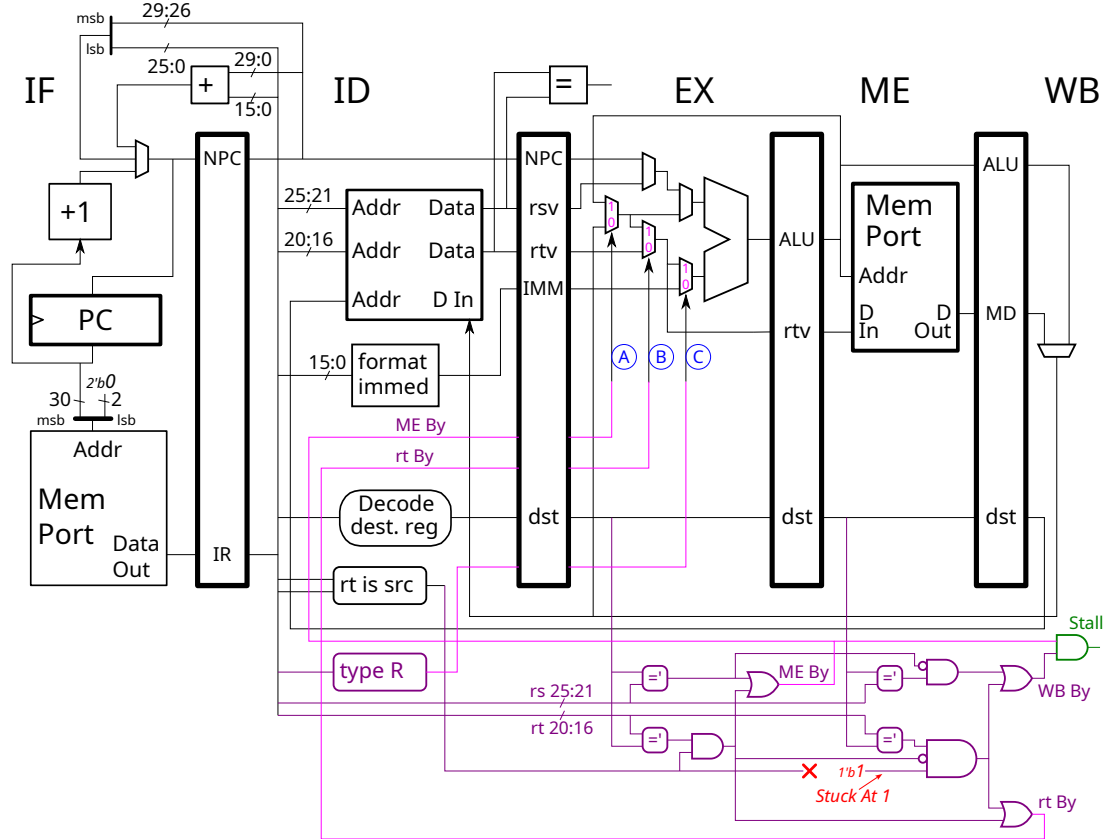 msb
29:26
lsb
25:0
29:0
+
15:0
=
IF
ID
EX
ME
WB
NPC
NPC
ALU
+1
25:21
Addr
Data
rsv
1
0
Mem
Port
20:16
Addr
Data
rtv
1
0
ALU
Addr
1
0
IMM
Addr
D In
PC
D
In
D
Out
MD
rtv
15:0
format
immed
A
B
C
2'b0
30
2
msb
lsb
Addr
ME By
rt By
Mem
Port
Data
Out
IR
Decode
dest. reg
dst
dst
dst
rt is src
Stall
type R
='
ME By
='
WB By
rs 25:21
rt 20:16
='
='
1'b1
Stuck At 1
rt By